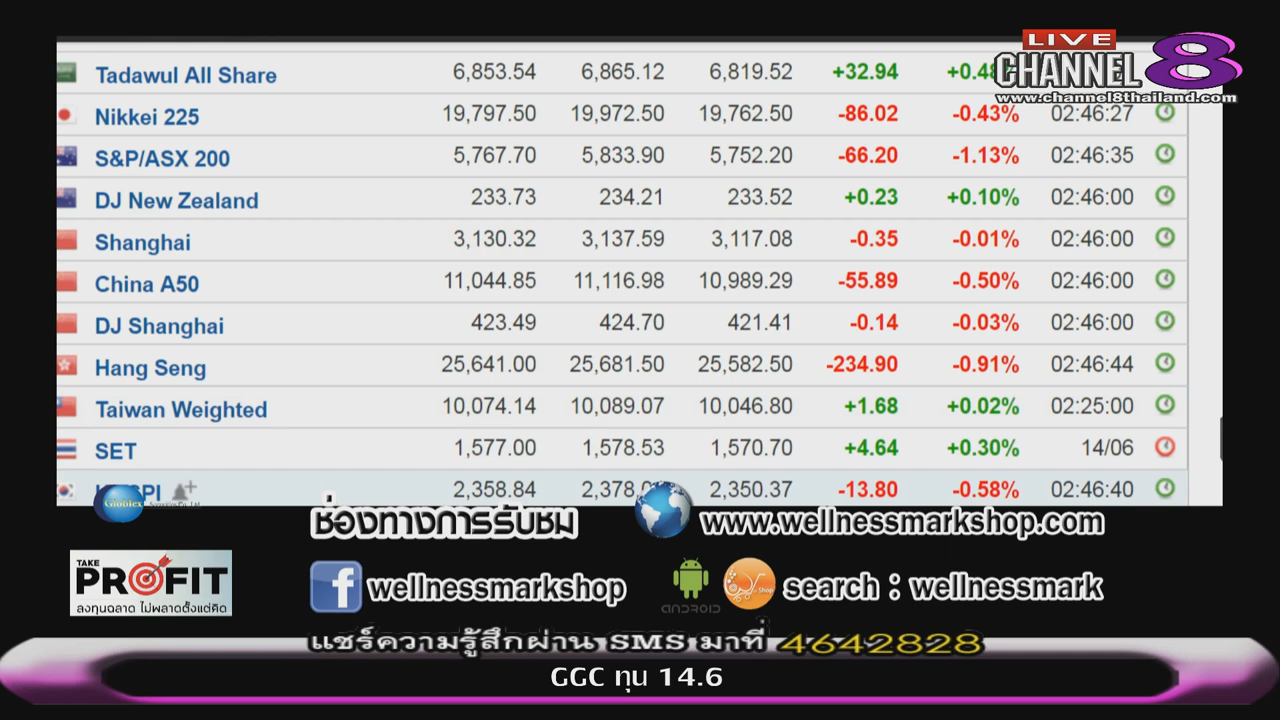 LIVE
CHANNEL 8
www.channel8thailand.com
Tadawul All Share 6,853.54 6,865.12 6,819.52 +32.94
Nikkei 225 19,797.50 19,972.50 19,762.50 -86.02 -0.43% 02:46:27
S&P/ASX 200 5,767.70 5,833.90 5,752.20 -66.20 -1.13% 02:46:35
DJ New Zealand 233.73 234.21 233.52 +0.23 +0.10% 02:46:00
Shanghai 3,130.32 3,137.59 3,117.08 -0.35 -0.01% 02:46:00
China A50 11,044.85 11,116.98 10,989.29 -55.89 -0.50% 02:46:00
DJ Shanghai 423.49 424.70 421.41 -0.14 -0.03% 02:46:00
Hang Seng 25,641.00 25,681.50 25,582.50 -234.90 -0.91% 02:46:44
Taiwan Weighted 10,074.14 10,089.07 10,046.80 +1.68 +0.02% 02:25:00
SET 1,577.00 1,578.53 1,570.70 +4.64 +0.30% 14/06
2,358.84 2,350.37 -13.80 -0.58% 02:46:40
Globlex
ช่องทางการรับชม
www.wellnessmarkshop.com
TAKE
PROFIT
ลงทุนฉลาด ไม่พลาดตั้งแต่คิด
wellnessmarkshop
ANDROID
Shop
search : wellnessmark
แชร์ความรู้สึกผ่าน SMS มาที่ 4642828
GGC ทุน 14.6